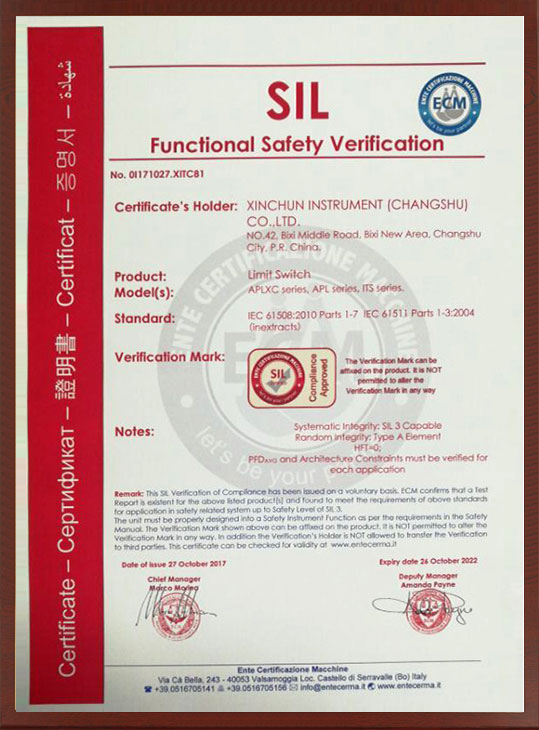 SIL
Functional Safety Verification
ENTE CERTIFICAZIONE MACCHINE
ECM
let's be your partner
No. 0I171027.XITC81
Certificate's Holder: XINCHUN INSTRUMENT (CHANGSHU)
CO.,LTD.
NO.42, Bixi Middle Road, Bixi New Area, Changshu
City, P.R. China.
Product: Limit Switch
Model(s): APLXC series, APL series, ITS series.
Standard: IEC 61508:2010 Parts 1-7 IEC 61511 Parts 1-3:2004
(inextracts)
Verification Mark:
SIL
Compliance
Approved
The Verification Mark can be
affixed on the product. It is NOT
permitted to alter the
Verification Mark in any way
Notes:
Systematic Integrity: SIL 3 Capable
Random Integrity: Type A Element
HFT=0;
PFDAVG and Architecture Constraints must be verified for
each application
Remark: This SIL Verification of Compliance has been issued on a voluntary basis. ECM confirms that a Test
Report is existent for the above listed product(s) and found to meet the requirements of above standards
for application in safety related system up to Safety Level of SIL 3.
The unit must be properly designed into a Safety Instrument Function as per the requirements in the Safety
Manual. The Verification Mark shown above can be affixed on the product. It is NOT permitted to alter the
Verification Mark in any way. In addition the Verification's Holder is NOT allowed to transfer the Verification
to third parties. This certificate can be checked for validity at www.entecerma.it
Date of issue 27 October 2017
Expiry date 26 October 2022
Chief Manager
Marco Morina
Deputy Manager
Amanda Payne
Ente Certificazione Macchine
Via Cà Bella, 243 - 40053 Valsamoggia Loc. Castello di Serravalle (Bo) Italy
+39.0516705141 +39.0516705156 info@entecerma.it www.entecerma.it
Certificate – Сертификат – 證明書 – Certificat – 증명서 – شهادة